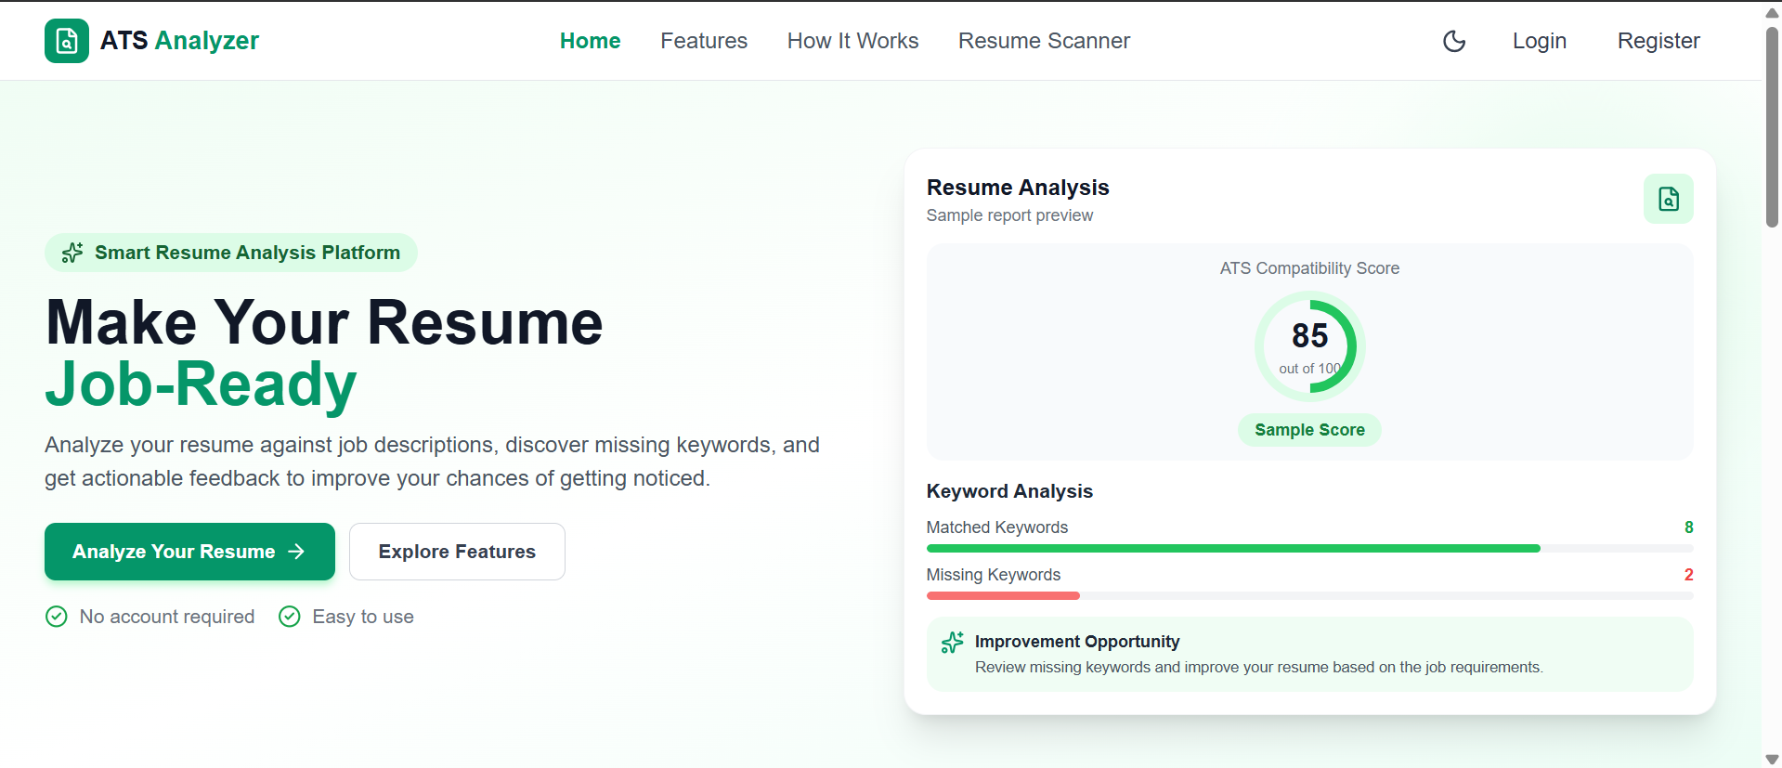 ATS Analyzer
Home
Features
How It Works
Resume Scanner
Login
Register
Smart Resume Analysis Platform
Make Your Resume
Job-Ready
Analyze your resume against job descriptions, discover missing keywords, and
get actionable feedback to improve your chances of getting noticed.
Analyze Your Resume
Explore Features
No account required
Easy to use
Resume Analysis
Sample report preview
ATS Compatibility Score
85
out of 100
Sample Score
Keyword Analysis
Matched Keywords 8
Missing Keywords 2
Improvement Opportunity
Review missing keywords and improve your resume based on the job requirements.